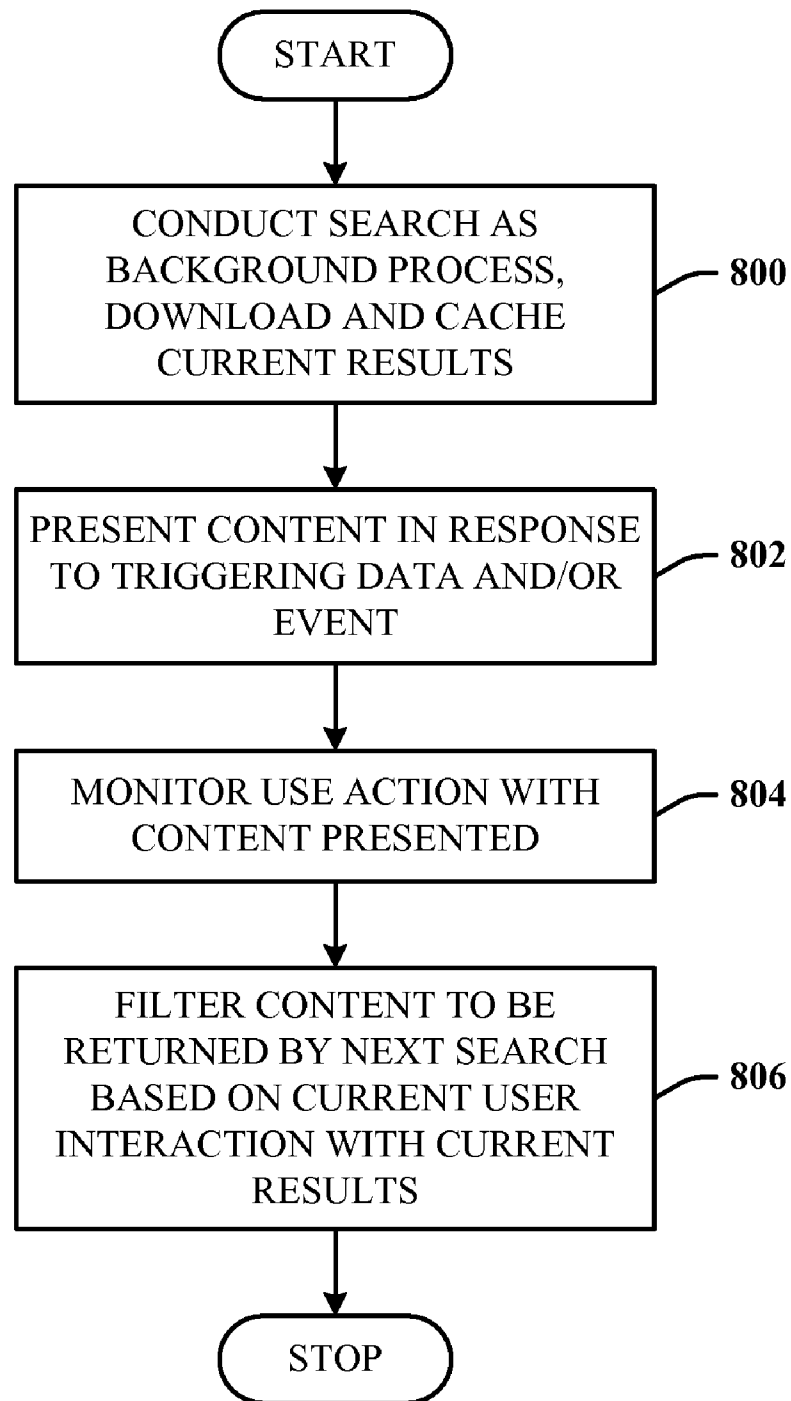 START
CONDUCT SEARCH AS
BACKGROUND PROCESS,
DOWNLOAD AND CACHE
CURRENT RESULTS
800
PRESENT CONTENT IN RESPONSE
TO TRIGGERING DATA AND/OR
EVENT
802
MONITOR USE ACTION WITH
CONTENT PRESENTED
804
FILTER CONTENT TO BE
RETURNED BY NEXT SEARCH
BASED ON CURRENT USER
INTERACTION WITH CURRENT
RESULTS
806
STOP